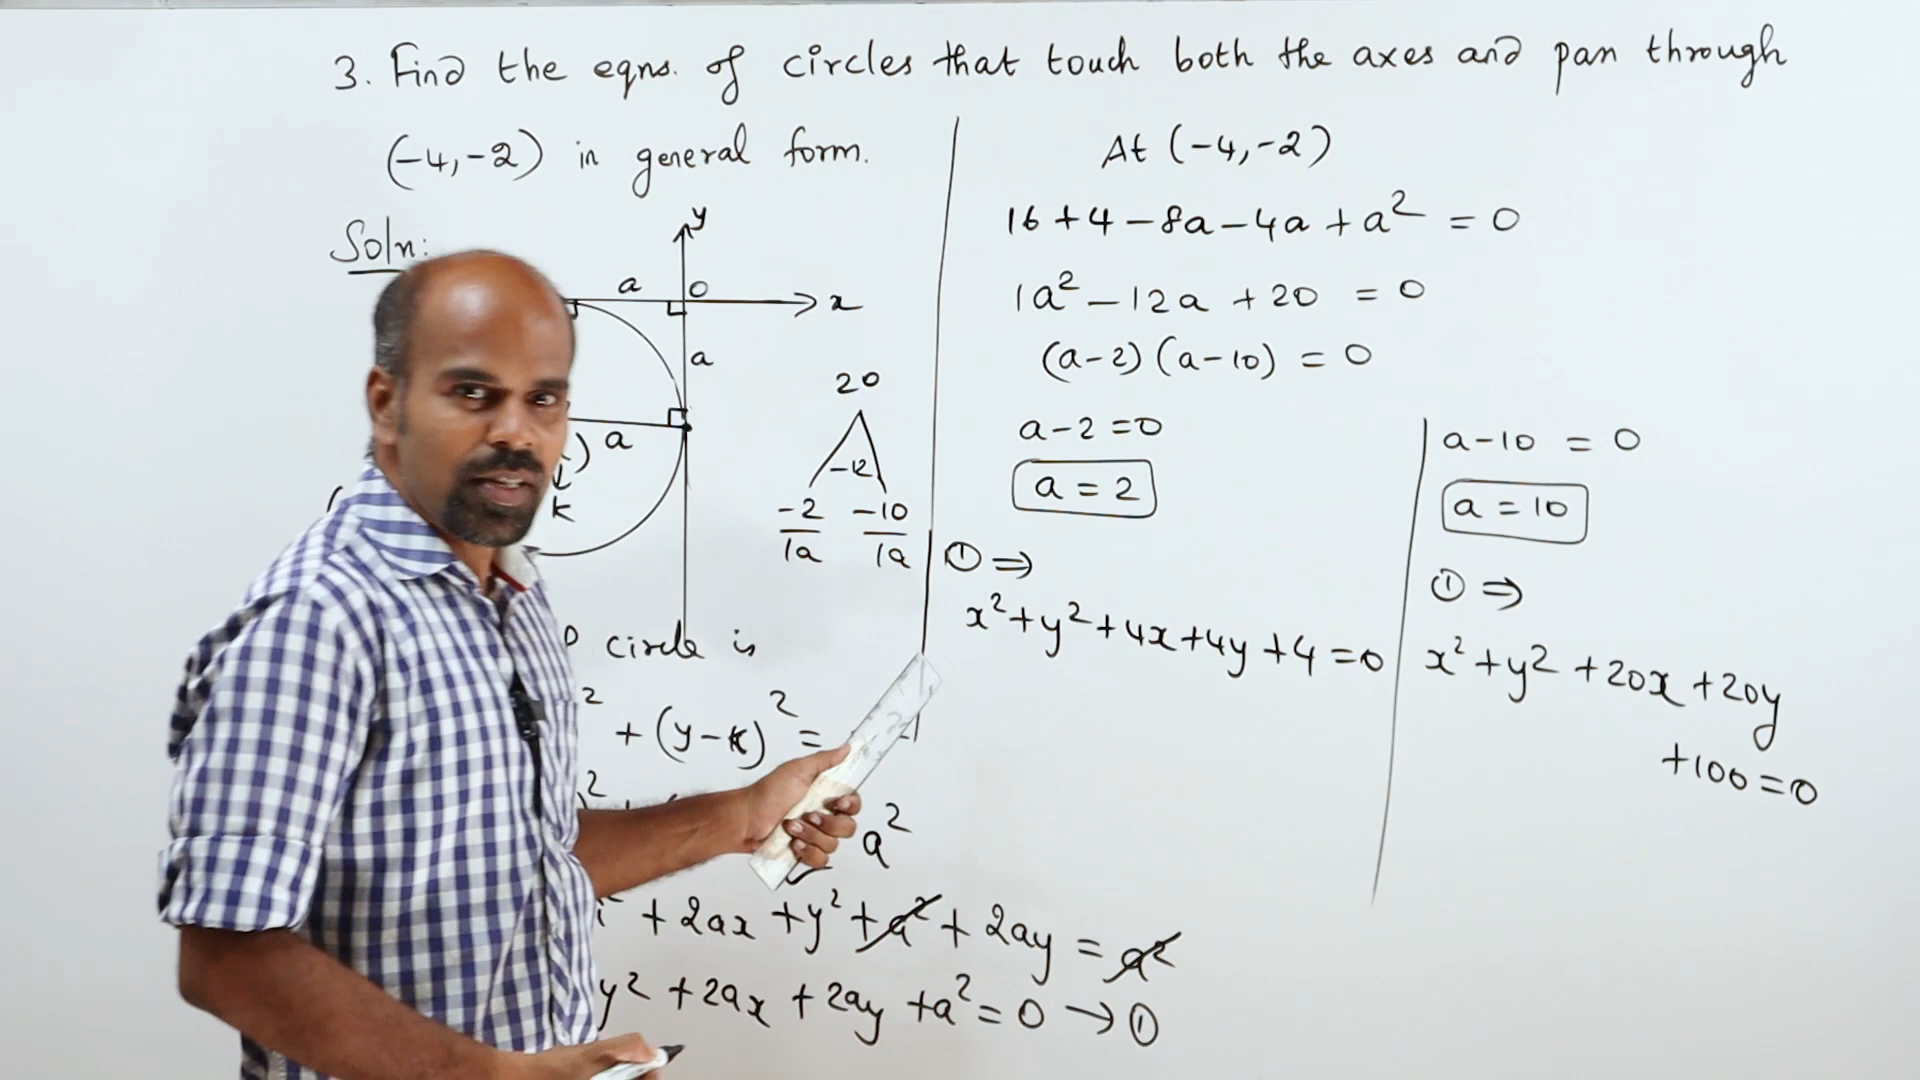 3. Find the eqns. of circles that touch both the axes and pass through
(-4,-2) in general form.
Soln:
y
a
O
x
a
a
k
20
-12
-2 -10
1a 1a
circle is
² + (y-k)² =
a²
+ 2ax + y² + a² + 2ay = a²
y² + 2ax + 2ay + a² = 0 → ①
At (-4,-2)
16 + 4 - 8a - 4a + a² = 0
1a² - 12a + 20 = 0
(a-2) (a-10) = 0
a-2 = 0
a = 2
① ⇒
x² + y² + 4x + 4y + 4 = 0
a-10 = 0
a = 10
① ⇒
x² + y² + 20x + 20y
+100 = 0